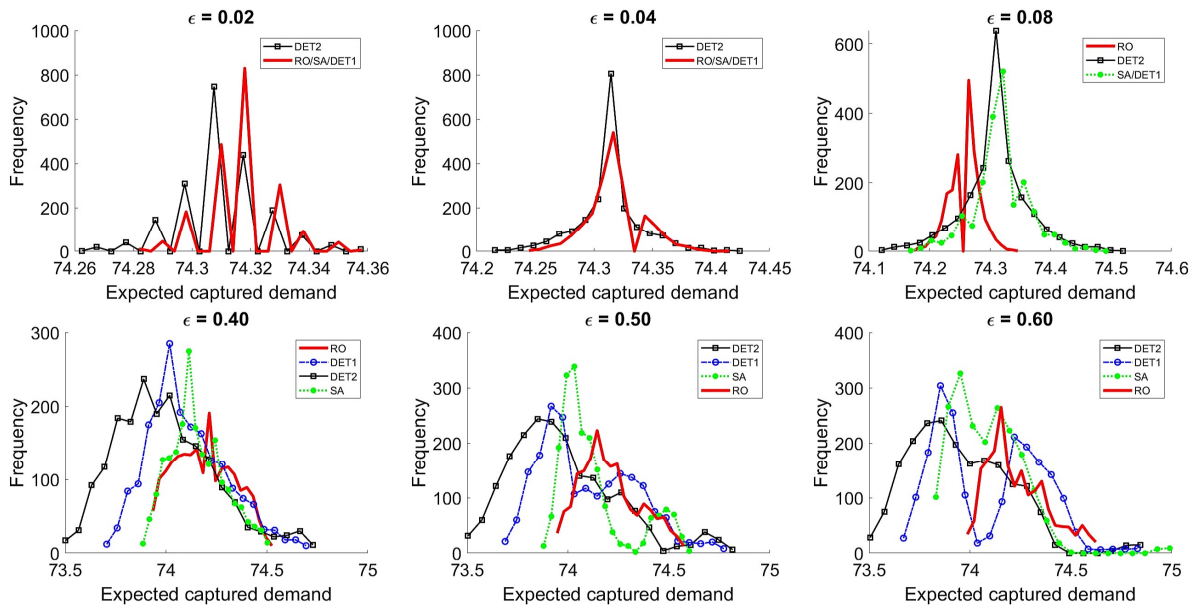 ϵ = 0.02
1000
800
600
400
200
0
Frequency
DET2
RO/SA/DET1
74.26 74.28 74.3 74.32 74.34 74.36
Expected captured demand
ϵ = 0.04
1000
800
600
400
200
0
Frequency
DET2
RO/SA/DET1
74.2 74.25 74.3 74.35 74.4 74.45
Expected captured demand
ϵ = 0.08
600
400
200
0
Frequency
RO
DET2
SA/DET1
74.1 74.2 74.3 74.4 74.5 74.6
Expected captured demand
ϵ = 0.40
300
200
100
0
Frequency
RO
DET1
DET2
SA
73.5 74 74.5 75
Expected captured demand
ϵ = 0.50
400
300
200
100
0
Frequency
DET2
DET1
SA
RO
73.5 74 74.5 75
Expected captured demand
ϵ = 0.60
400
300
200
100
0
Frequency
DET2
DET1
SA
RO
73.5 74 74.5 75
Expected captured demand